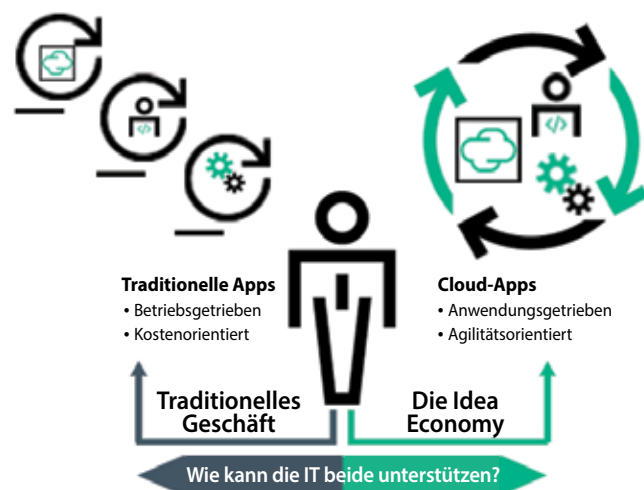 </>
</>
Traditionelle Apps
• Betriebsgetrieben
• Kostenorientiert
Cloud-Apps
• Anwendungsgetrieben
• Agilitätsorientiert
Traditionelles
Geschäft
Die Idea
Economy
Wie kann die IT beide unterstützen?